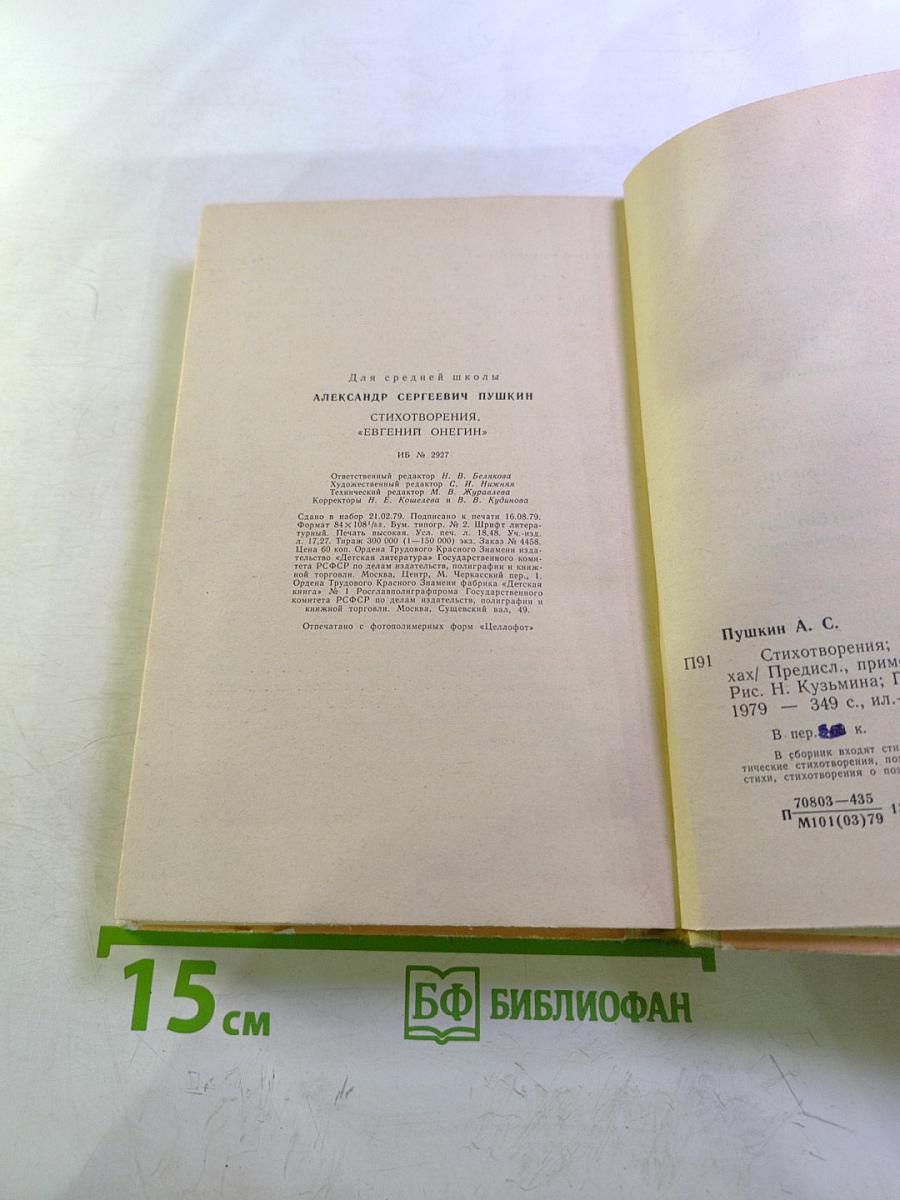 Для средней школы
АЛЕКСАНДР СЕРГЕЕВИЧ ПУШКИН
СТИХОТВОРЕНИЯ.
«ЕВГЕНИЙ ОНЕГИН»
ИБ № 2927
Ответственный редактор Н. В. Белякова
Художественный редактор С. И. Нижняя
Технический редактор М. В. Журавлева
Корректоры Н. Е. Кошелева и В. В. Кудинова
Сдано в набор 21.02.79. Подписано к печати 16.08.79.
Формат 84×108¹/₃₂. Бум. типогр. № 2. Шрифт литера-
турный. Печать высокая. Усл. печ. л. 18,48. Уч.-изд.
л. 17,27. Тираж 300 000 (1—150 000) экз. Заказ № 4458.
Цена 60 коп. Ордена Трудового Красного Знамени изда-
тельство «Детская литература» Государственного коми-
тета РСФСР по делам издательств, полиграфии и книж-
ной торговли. Москва, Центр, М. Черкасский пер., 1.
Ордена Трудового Красного Знамени фабрика «Детская
книга» № 1 Росглавполиграфпрома Государственного
комитета РСФСР по делам издательств, полиграфии и
книжной торговли. Москва, Сущевский вал, 49.
Отпечатано с фотополимерных форм «Целлофот»
Пушкин А. С.
П91 Стихотворения;
хах/ Предисл., приме
Рис. Н. Кузьмина;
1979 — 349 с., ил.-
В пер. к.
В сборник входят сти
тические стихотворения, по
стихи, стихотворения о поэ
П 70803—435
М101(03)79
15 см
БФ БИБЛИОФАН